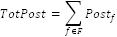 TotPost = ∑_{f∈F} Post_f